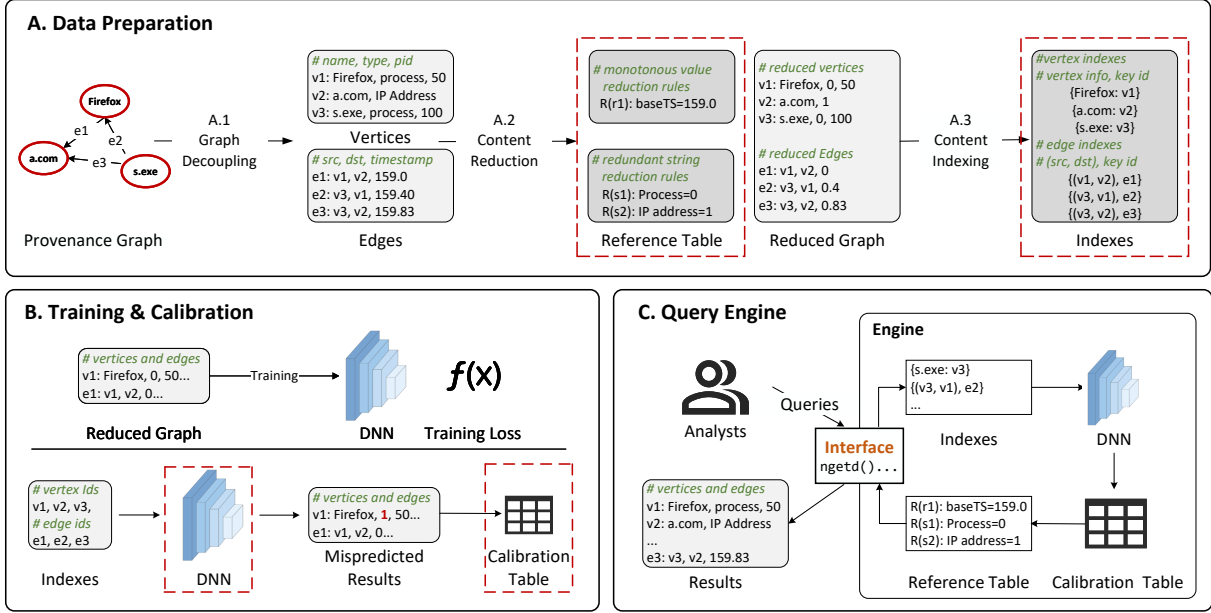 A. Data Preparation
Firefox
a.com
s.exe
e1
e2
e3
Provenance Graph
A.1
Graph
Decoupling
# name, type, pid
v1: Firefox, process, 50
v2: a.com, IP Address
v3: s.exe, process, 100
Vertices
# src, dst, timestamp
e1: v1, v2, 159.0
e2: v3, v1, 159.40
e3: v3, v2, 159.83
Edges
A.2
Content
Reduction
# monotonous value
reduction rules
R(r1): baseTS=159.0
# redundant string
reduction rules
R(s1): Process=0
R(s2): IP address=1
Reference Table
# reduced vertices
v1: Firefox, 0, 50
v2: a.com, 1
v3: s.exe, 0, 100
# reduced Edges
e1: v1, v2, 0
e2: v3, v1, 0.4
e3: v3, v2, 0.83
Reduced Graph
A.3
Content
Indexing
#vertex indexes
# vertex info, key id
{Firefox: v1}
{a.com: v2}
{s.exe: v3}
# edge indexes
# (src, dst), key id
{(v1, v2), e1}
{(v3, v1), e2}
{(v3, v2), e3}
Indexes
B. Training & Calibration
# vertices and edges
v1: Firefox, 0, 50...
e1: v1, v2, 0...
Reduced Graph
Training
DNN
f(x)
Training Loss
# vertex Ids
v1, v2, v3,
# edge ids
e1, e2, e3
Indexes
DNN
# vertices and edges
v1: Firefox, 1, 50...
e1: v1, v2, 0...
Mispredicted
Results
Calibration
Table
C. Query Engine
Analysts
Queries
Interface
ngetd()...
# vertices and edges
v1: Firefox, process, 50
v2: a.com, IP Address
...
e3: v3, v2, 159.83
Results
Engine
{s.exe: v3}
{(v3, v1), e2}
...
Indexes
DNN
R(r1): baseTS=159.0
R(s1): Process=0
R(s2): IP address=1
Reference Table
Calibration Table